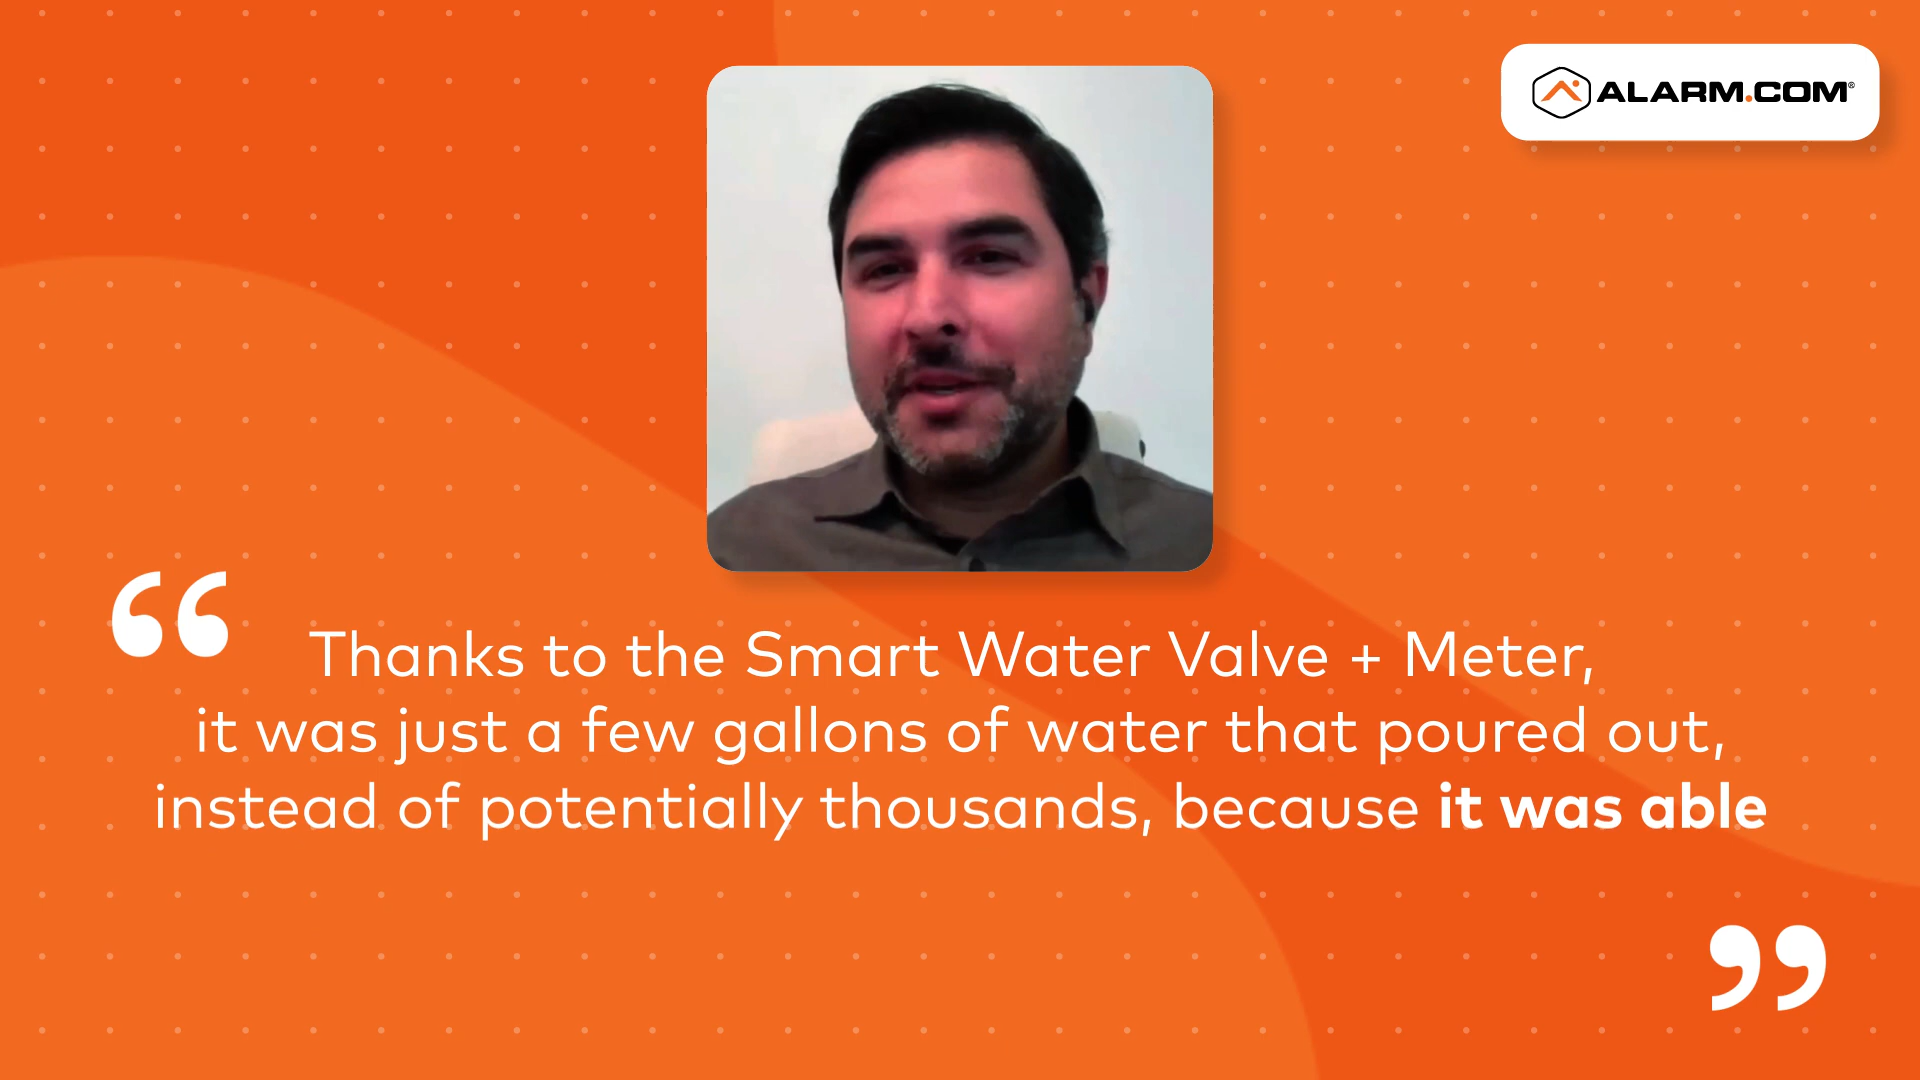 ALARM.COM®
“ Thanks to the Smart Water Valve + Meter,
it was just a few gallons of water that poured out,
instead of potentially thousands, because it was able ”